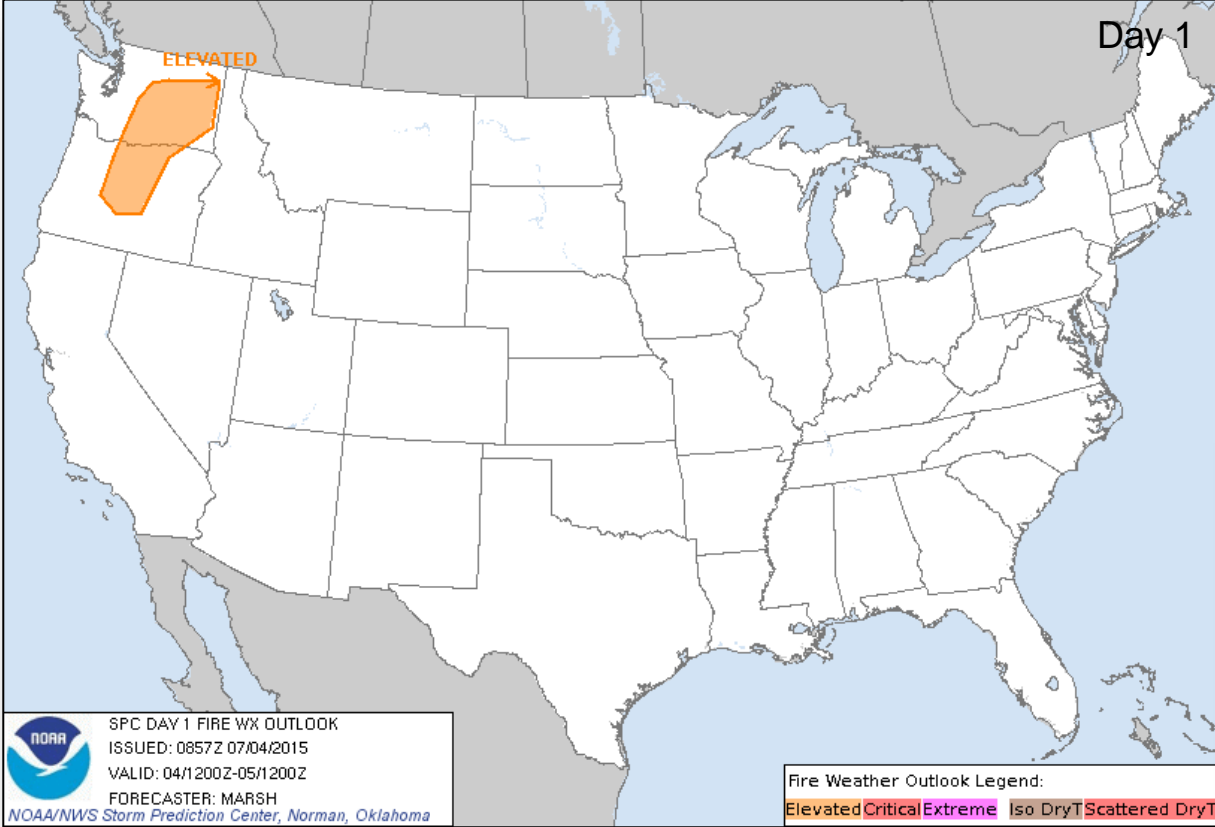 Day 1
ELEVATED
NOAA
SPC DAY 1 FIRE WX OUTLOOK
ISSUED: 0857Z 07/04/2015
VALID: 04/1200Z-05/1200Z
FORECASTER: MARSH
NOAA/NWS Storm Prediction Center, Norman, Oklahoma
Fire Weather Outlook Legend:
Elevated Critical Extreme Iso DryT Scattered DryT